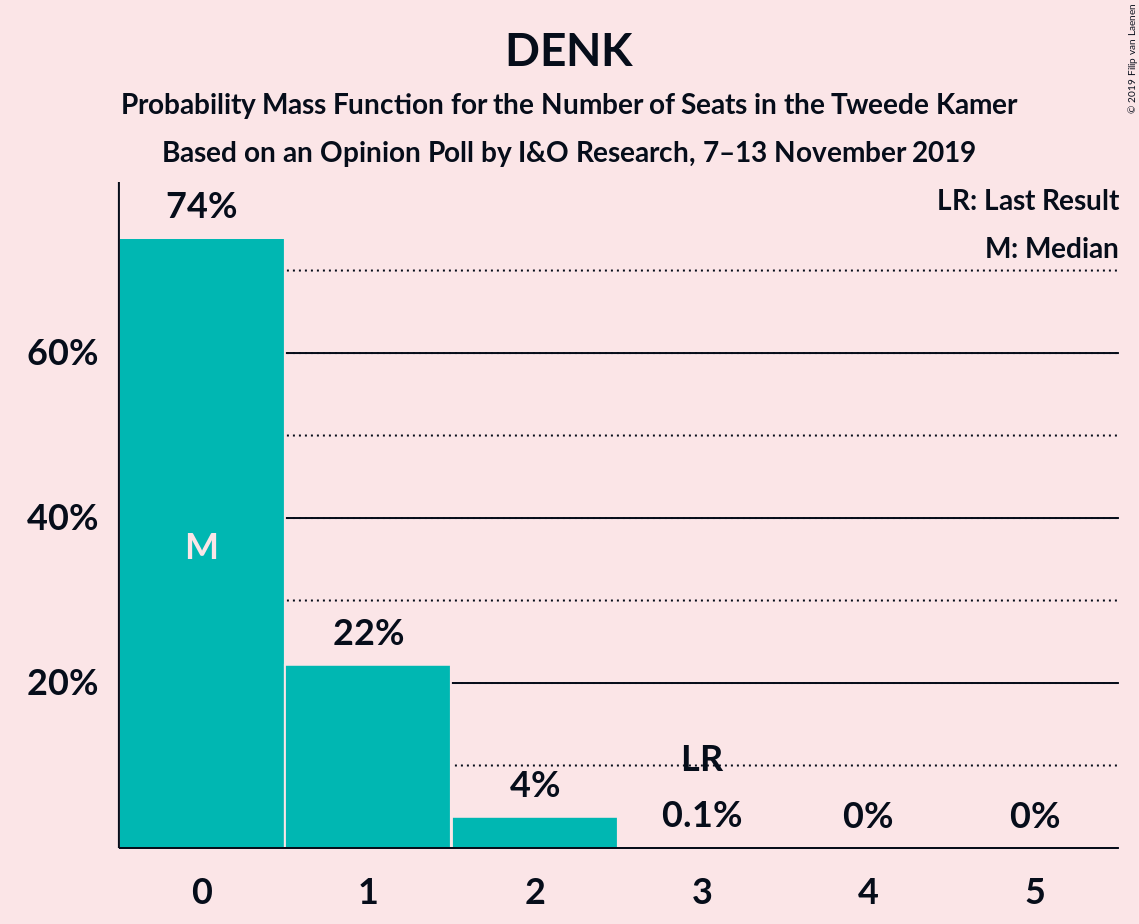 DENK
Probability Mass Function for the Number of Seats in the Tweede Kamer
Based on an Opinion Poll by I&O Research, 7–13 November 2019
© 2019 Filip van Laenen
LR: Last Result
M: Median
74%
60%
40%
M
22%
20%
LR
4%
0.1%
0%
0%
0 1 2 3 4 5